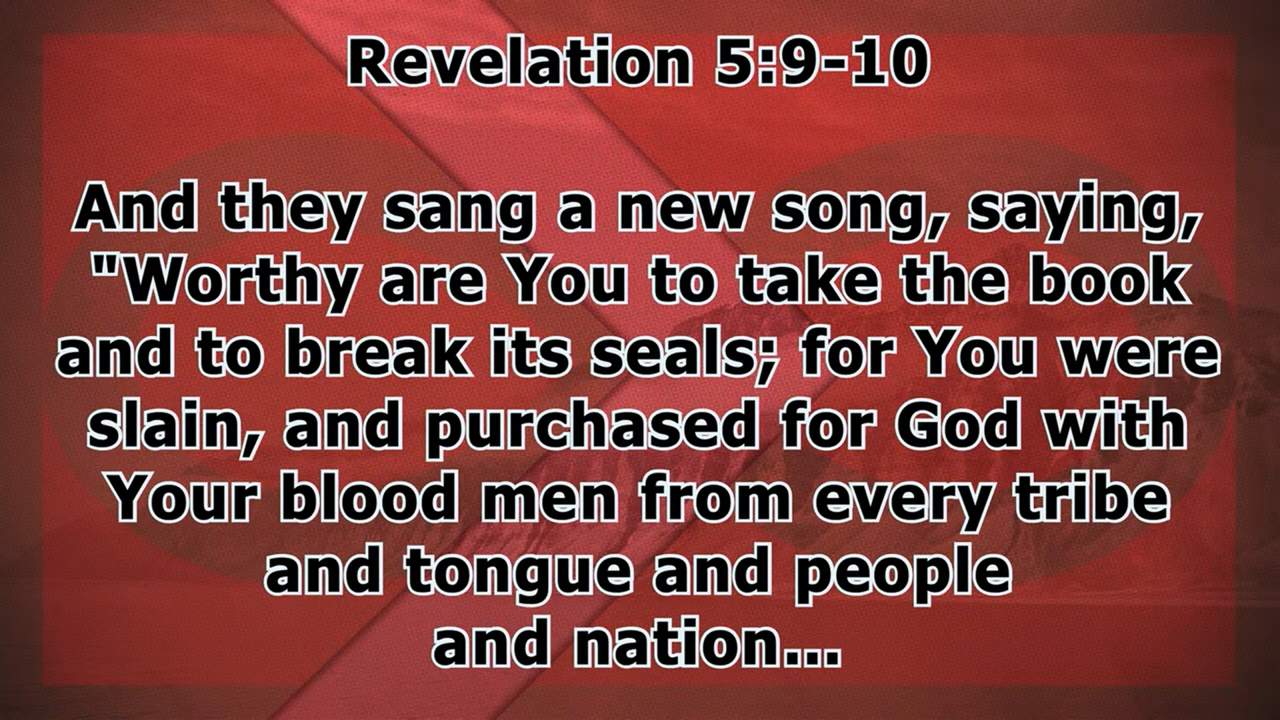 Revelation 5:9-10
And they sang a new song, saying,
"Worthy are You to take the book
and to break its seals; for You were
slain, and purchased for God with
Your blood men from every tribe
and tongue and people
and nation...